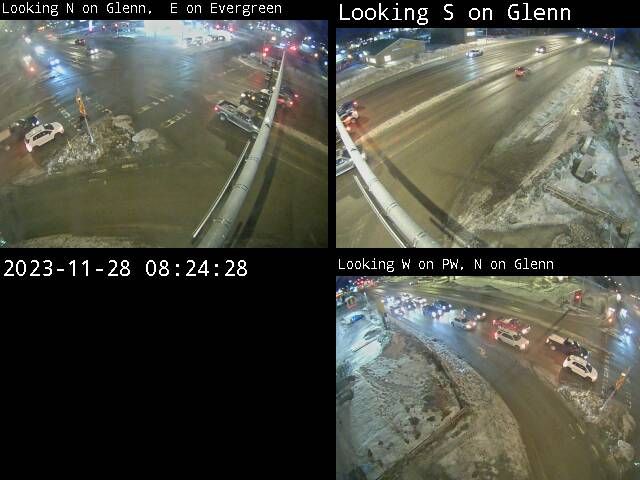 Looking N on Glenn, E on Evergreen
Looking S on Glenn
2023-11-28 08:24:28
Looking W on PW, N on Glenn